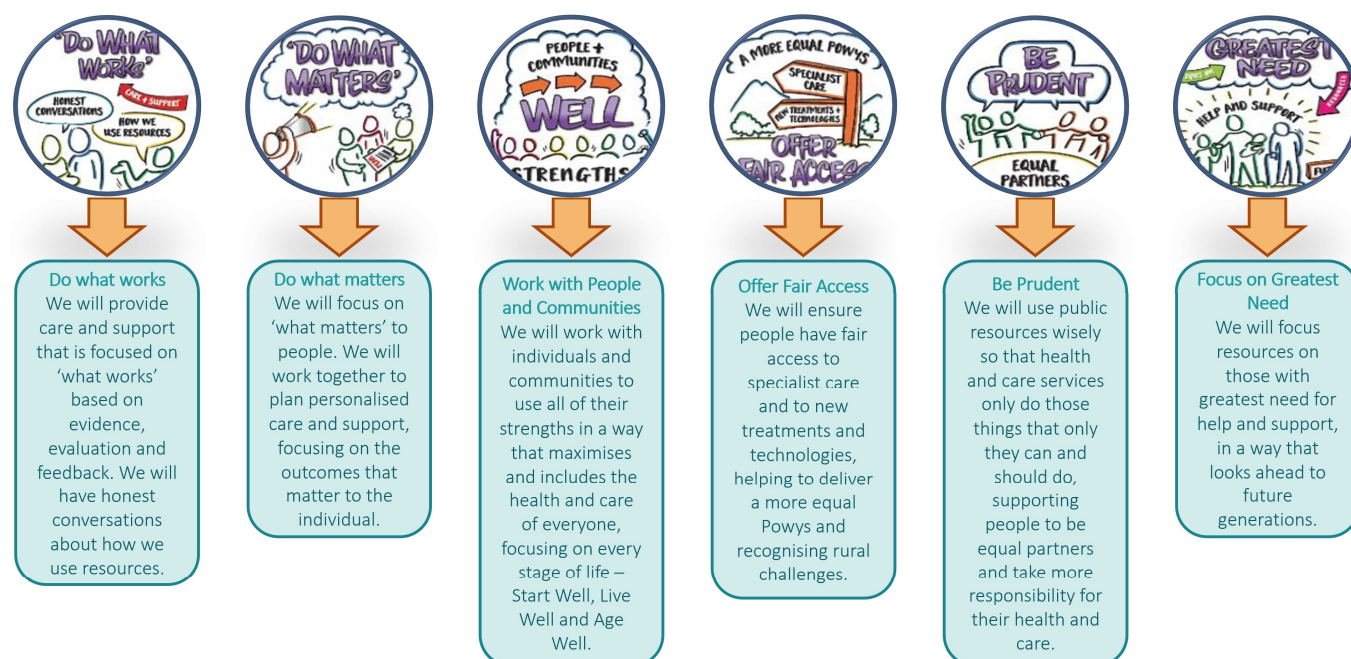 'DO WHAT
WORKS'
CARE + SUPPORT
HONEST
CONVERSATIONS
HOW WE
USE RESOURCES
'DO WHAT
MATTERS'
PEOPLE +
COMMUNITIES
WELL
STRENGTHS
A MORE EQUAL POWYS
SPECIALIST
CARE
NEW TREATMENTS +
TECHNOLOGIES
OFFER
FAIR ACCESS
BE
PRUDENT
EQUAL
PARTNERS
GREATEST
NEED
RESOURCES
HELP AND SUPPORT
Do what works
We will provide
care and support
that is focused on
‘what works’
based on
evidence,
evaluation and
feedback. We will
have honest
conversations
about how we
use resources.
Do what matters
We will focus on
‘what matters’ to
people. We will
work together to
plan personalised
care and support,
focusing on the
outcomes that
matter to the
individual.
Work with People
and Communities
We will work with
individuals and
communities to
use all of their
strengths in a way
that maximises
and includes the
health and care
of everyone,
focusing on every
stage of life –
Start Well, Live
Well and Age
Well.
Offer Fair Access
We will ensure
people have fair
access to
specialist care
and to new
treatments and
technologies,
helping to deliver
a more equal
Powys and
recognising rural
challenges.
Be Prudent
We will use public
resources wisely
so that health
and care services
only do those
things that only
they can and
should do,
supporting
people to be
equal partners
and take more
responsibility for
their health and
care.
Focus on Greatest
Need
We will focus
resources on
those with
greatest need for
help and support,
in a way that
looks ahead to
future
generations.